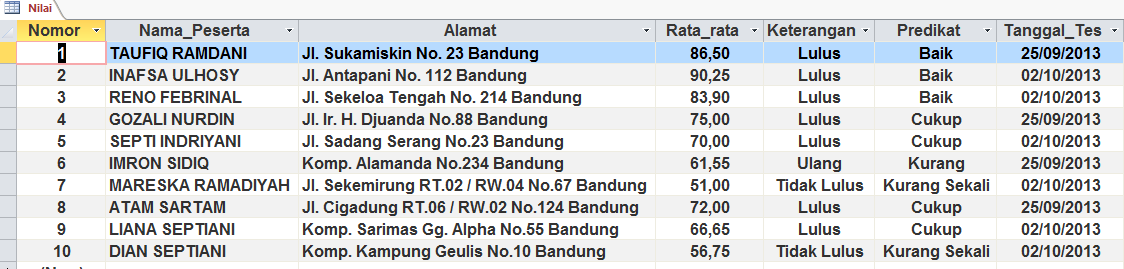 Nilai
Nomor Nama_Peserta Alamat Rata_rata Keterangan Predikat Tanggal_Tes
1 TAUFIQ RAMDANI Jl. Sukamiskin No. 23 Bandung 86,50 Lulus Baik 25/09/2013
2 INAFSA ULHOSY Jl. Antapani No. 112 Bandung 90,25 Lulus Baik 02/10/2013
3 RENO FEBRINAL Jl. Sekeloa Tengah No. 214 Bandung 83,90 Lulus Baik 02/10/2013
4 GOZALI NURDIN Jl. Ir. H. Djuanda No.88 Bandung 75,00 Lulus Cukup 25/09/2013
5 SEPTI INDRIYANI Jl. Sadang Serang No.23 Bandung 70,00 Lulus Cukup 02/10/2013
6 IMRON SIDIQ Komp. Alamanda No.234 Bandung 61,55 Ulang Kurang 25/09/2013
7 MARESKA RAMADIYAH Jl. Sekemirung RT.02 / RW.04 No.67 Bandung 51,00 Tidak Lulus Kurang Sekali 02/10/2013
8 ATAM SARTAM Jl. Cigadung RT.06 / RW.02 No.124 Bandung 72,00 Lulus Cukup 25/09/2013
9 LIANA SEPTIANI Komp. Sarimas Gg. Alpha No.55 Bandung 66,65 Lulus Cukup 02/10/2013
10 DIAN SEPTIANI Komp. Kampung Geulis No.10 Bandung 56,75 Tidak Lulus Kurang Sekali 02/10/2013